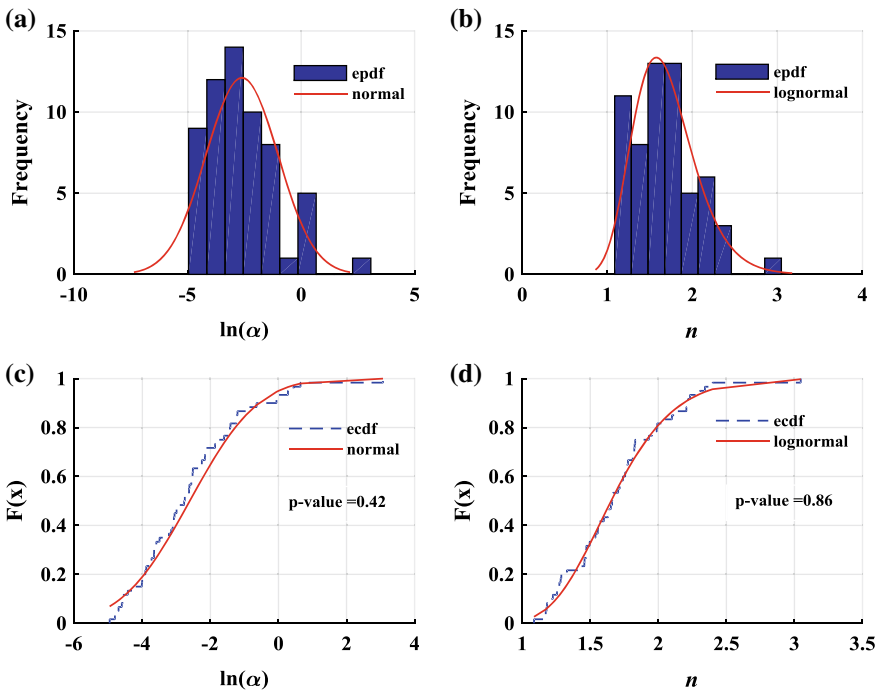 (a)
15
10
5
0
Frequency
epdf
normal
-10
-5
0
5
ln(α)
(b)
15
10
5
0
Frequency
epdf
lognormal
0
1
2
3
4
n
(c)
1
0.8
0.6
0.4
0.2
0
F(x)
ecdf
normal
p-value =0.42
-6
-4
-2
0
2
4
ln(α)
(d)
1
0.8
0.6
0.4
0.2
0
F(x)
ecdf
lognormal
p-value =0.86
1
1.5
2
2.5
3
3.5
n